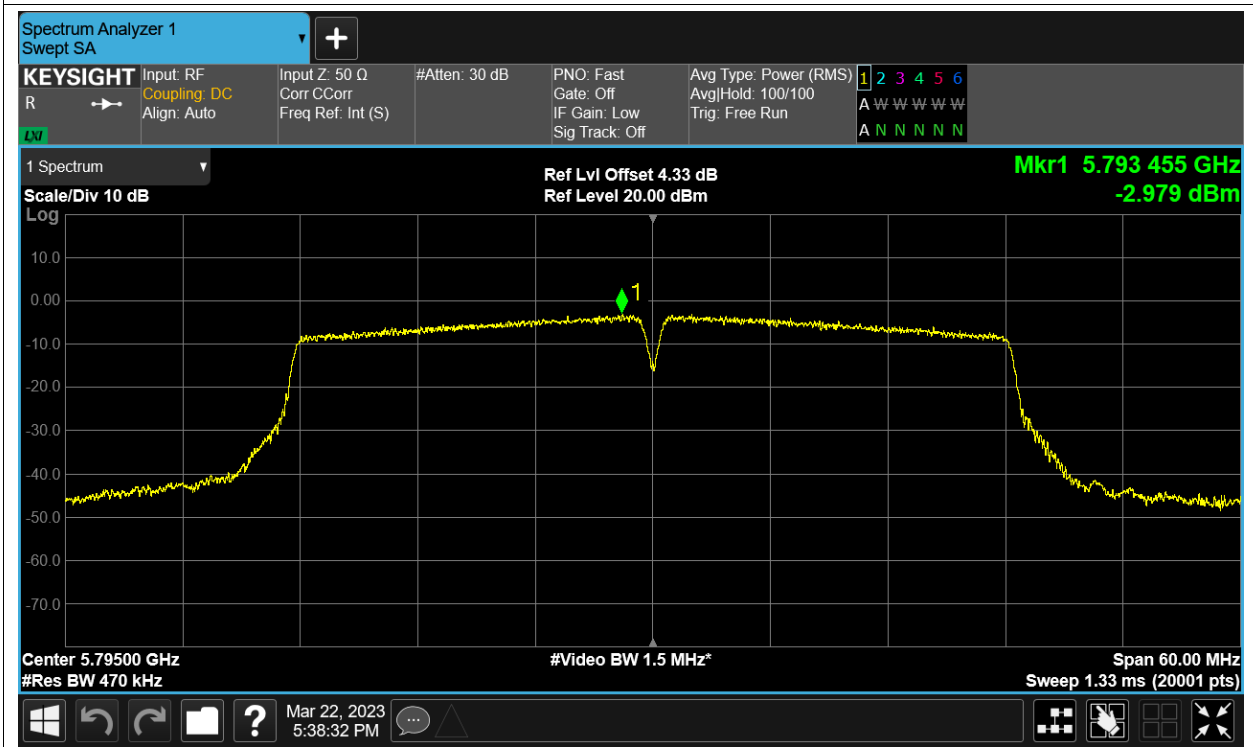 Spectrum Analyzer 1
Swept SA
KEYSIGHT
R
LXI
Input: RF
Coupling: DC
Align: Auto
Input Z: 50 Ω
Corr CCorr
Freq Ref: Int (S)
#Atten: 30 dB
PNO: Fast
Gate: Off
IF Gain: Low
Sig Track: Off
Avg Type: Power (RMS)
Avg|Hold: 100/100
Trig: Free Run
1 2 3 4 5 6
A W W W W W
A N N N N N
1 Spectrum
Scale/Div 10 dB
Ref Lvl Offset 4.33 dB
Ref Level 20.00 dBm
Mkr1 5.793 455 GHz
-2.979 dBm
Log
10.0
0.00
-10.0
-20.0
-30.0
-40.0
-50.0
-60.0
-70.0
1
Center 5.79500 GHz
#Res BW 470 kHz
#Video BW 1.5 MHz*
Span 60.00 MHz
Sweep 1.33 ms (20001 pts)
?
Mar 22, 2023
5:38:32 PM